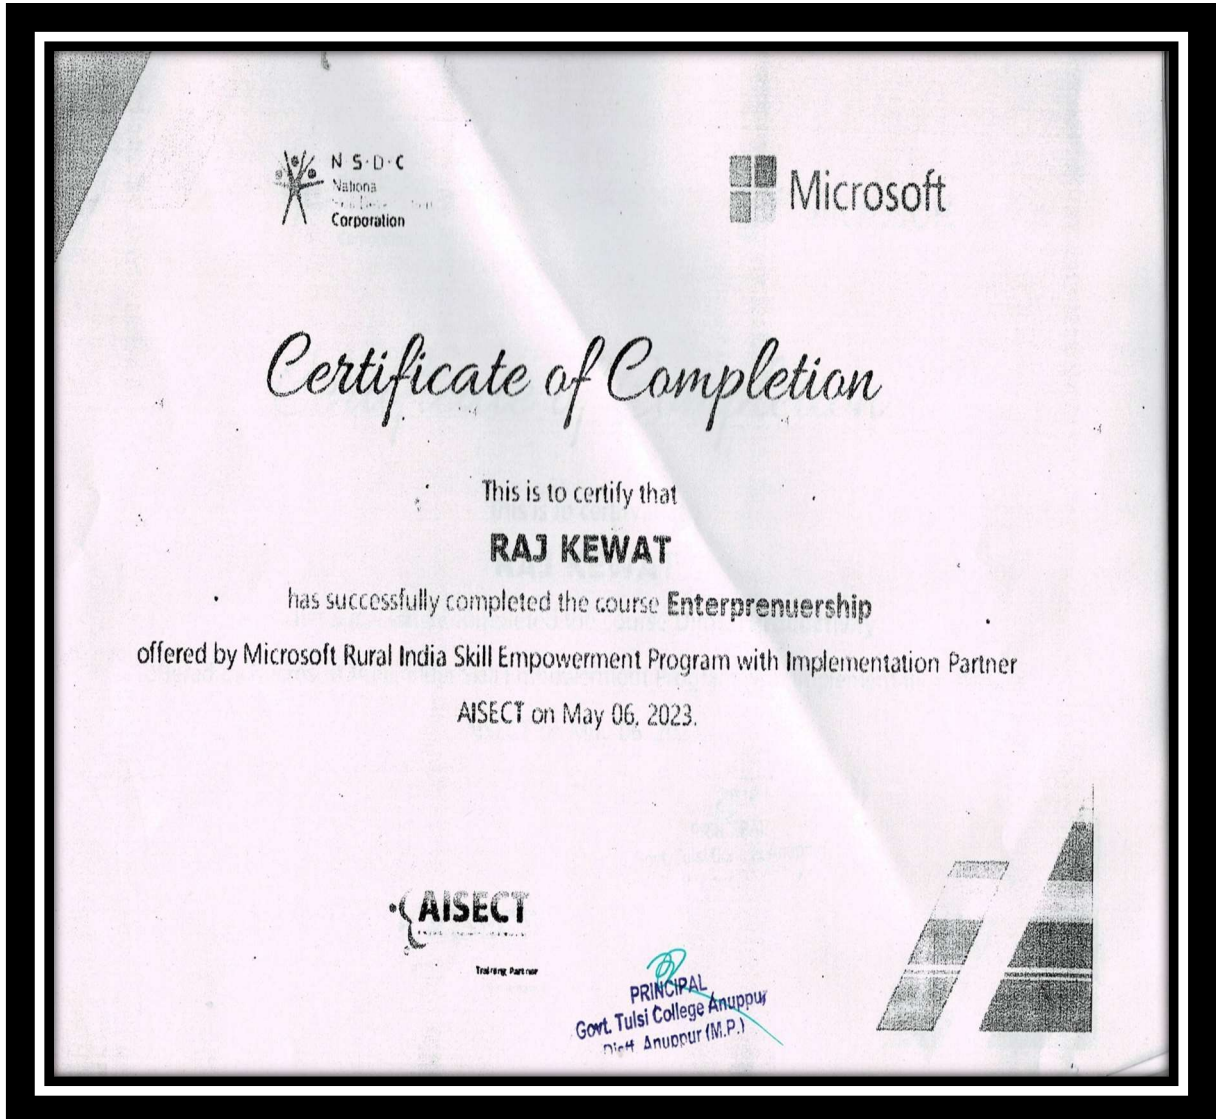 N·S·D·C
Nationa
Corporation
Microsoft
Certificate of Completion
This is to certify that
RAJ KEWAT
has successfully completed the course Enterprenuership
offered by Microsoft Rural India Skill Empowerment Program with Implementation Partner
AISECT on May 06, 2023.
AISECT
Training Partner
PRINCIPAL
Govt. Tulsi College Anuppur
Distt. Anuppur (M.P.)